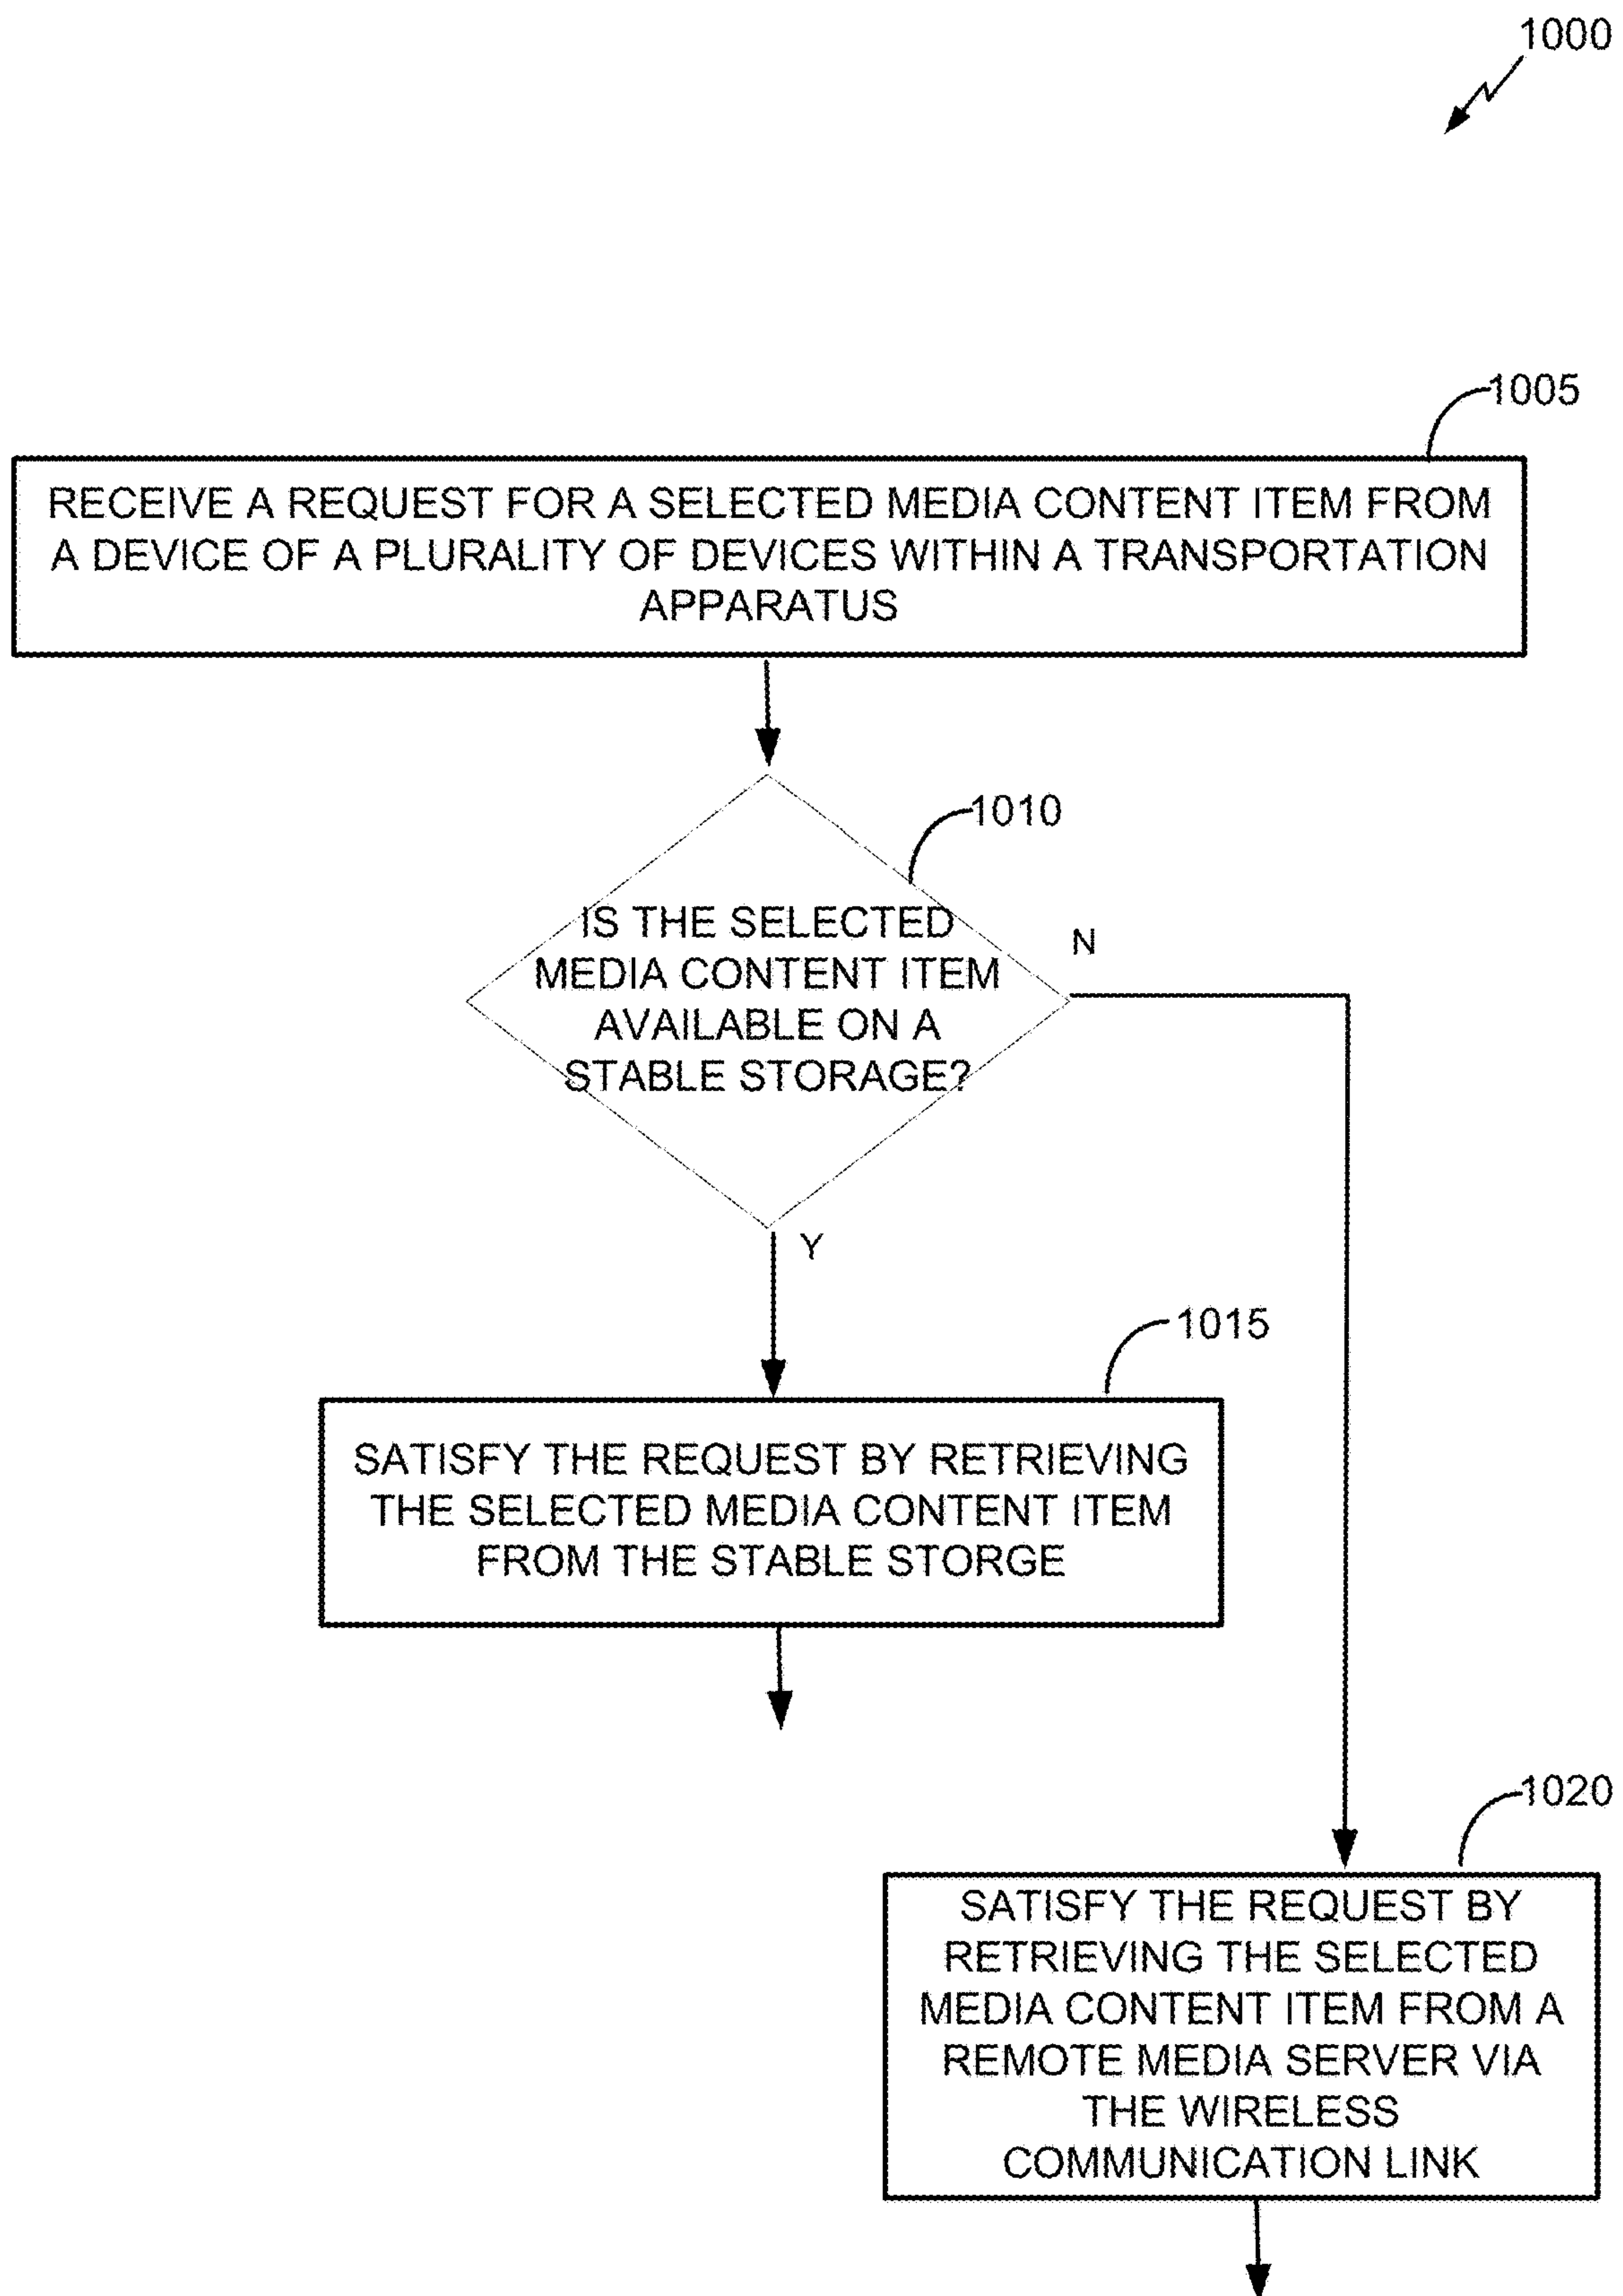 1000
1005
RECEIVE A REQUEST FOR A SELECTED MEDIA CONTENT ITEM FROM
A DEVICE OF A PLURALITY OF DEVICES WITHIN A TRANSPORTATION
APPARATUS
1010
IS THE SELECTED
MEDIA CONTENT ITEM
AVAILABLE ON A
STABLE STORAGE?
N
Y
1015
SATISFY THE REQUEST BY RETRIEVING
THE SELECTED MEDIA CONTENT ITEM
FROM THE STABLE STORGE
1020
SATISFY THE REQUEST BY
RETRIEVING THE SELECTED
MEDIA CONTENT ITEM FROM A
REMOTE MEDIA SERVER VIA
THE WIRELESS
COMMUNICATION LINK